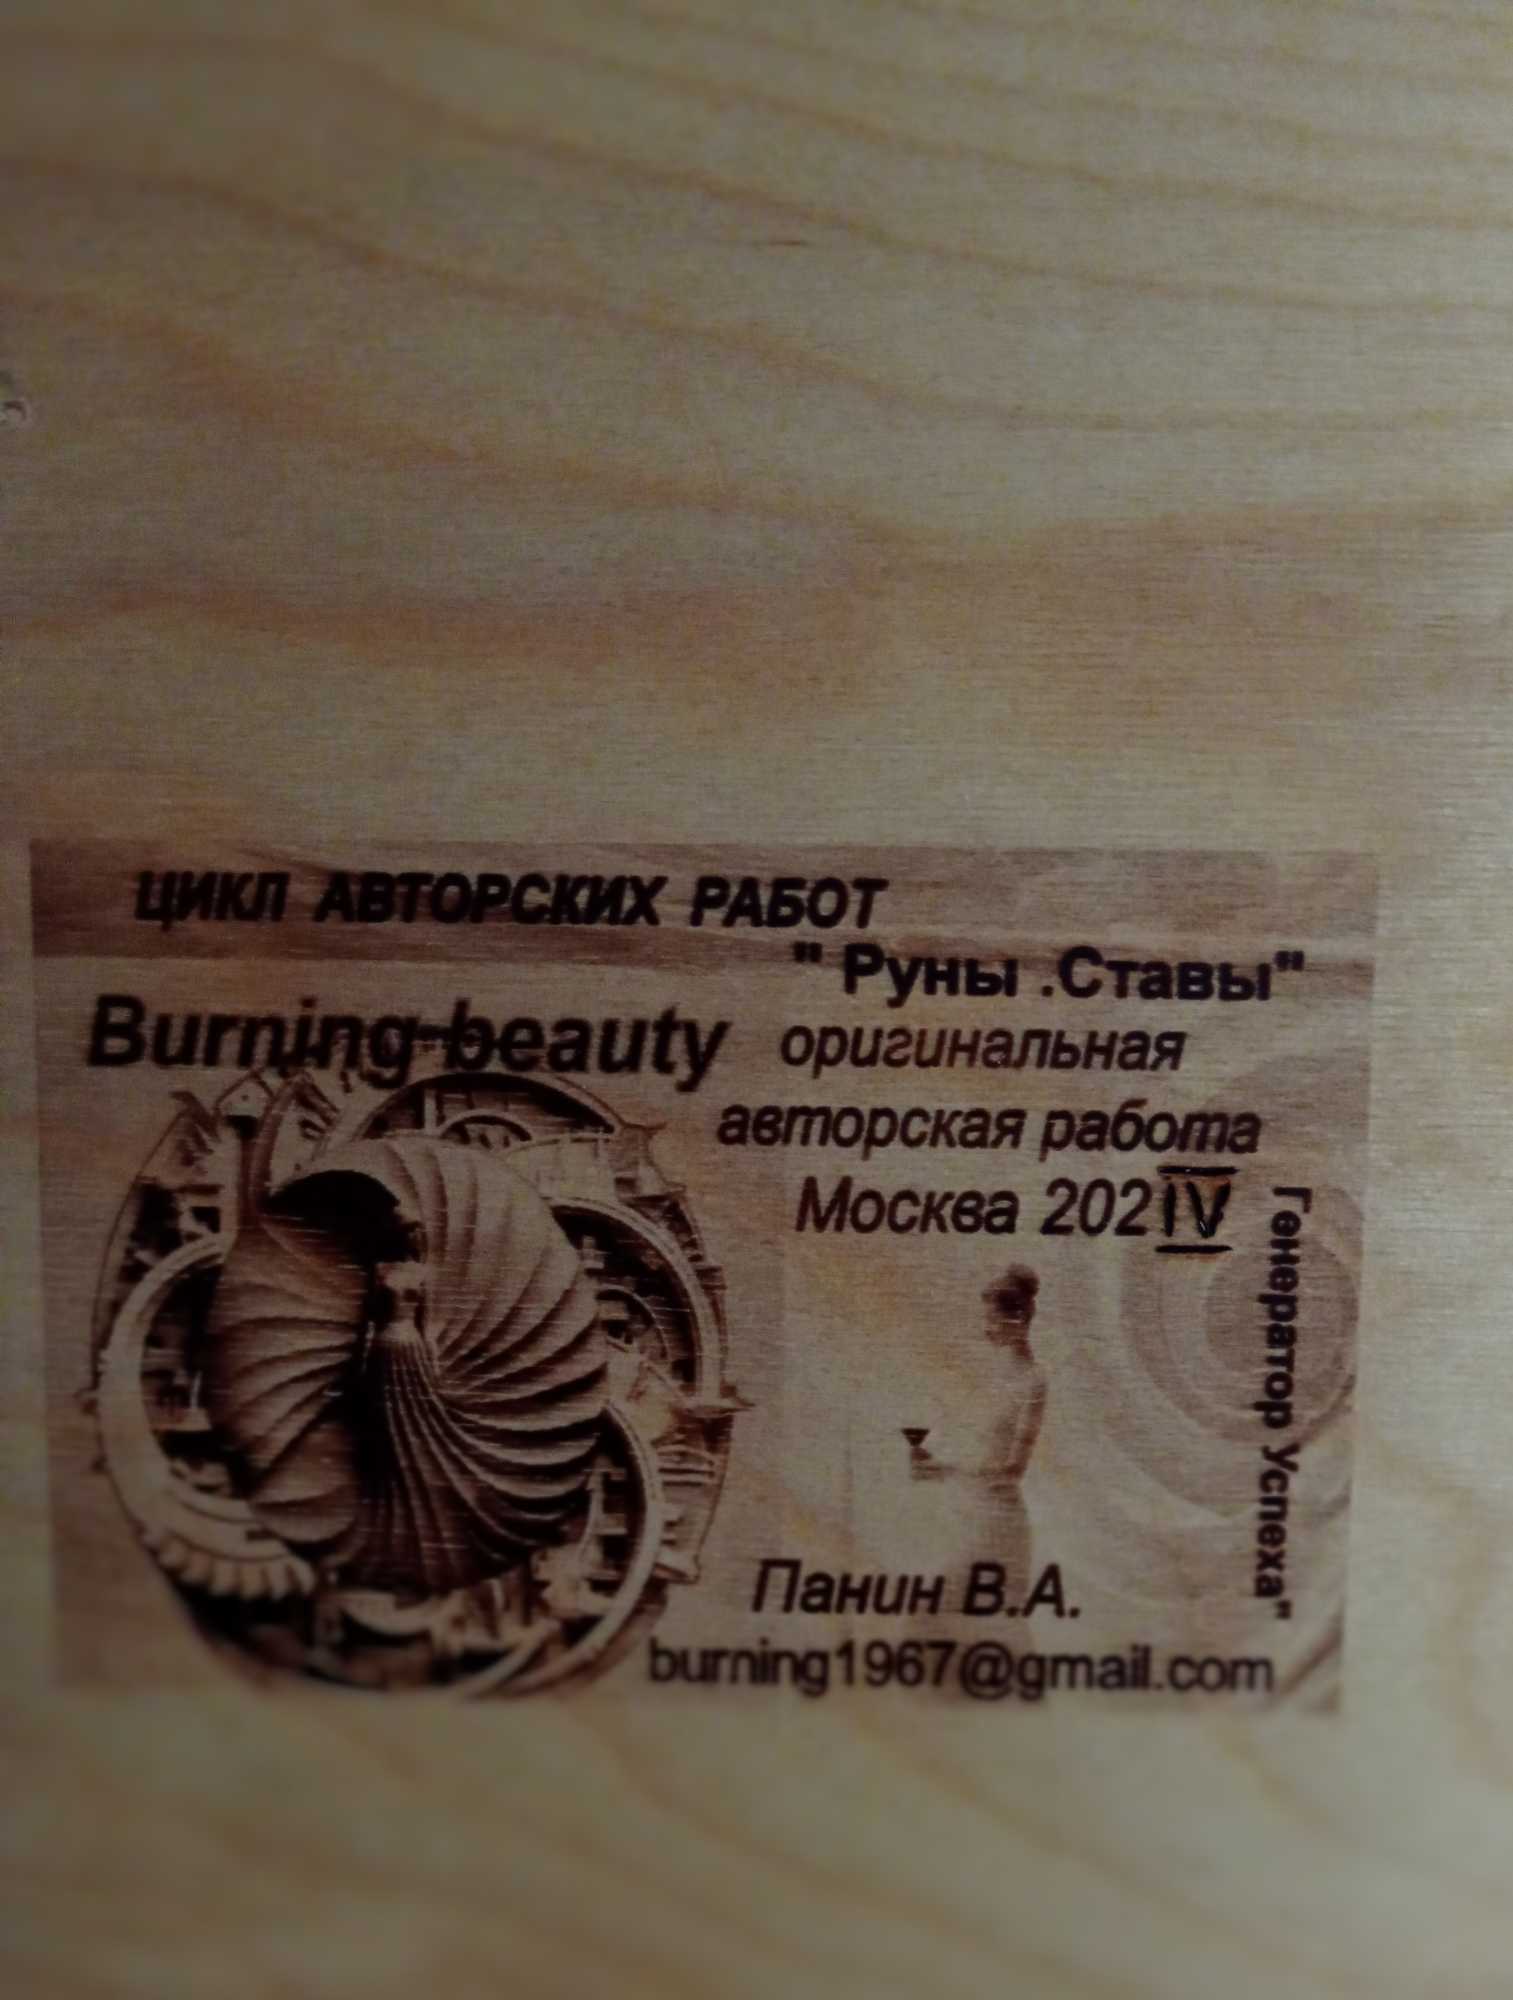 ЦИКЛ АВТОРСКИХ РАБОТ
" Руны .Ставы"
Burning beauty
оригинальная
авторская работа
Москва 202IV
Генератор Успеха"
Панин В.А.
burning1967@gmail.com